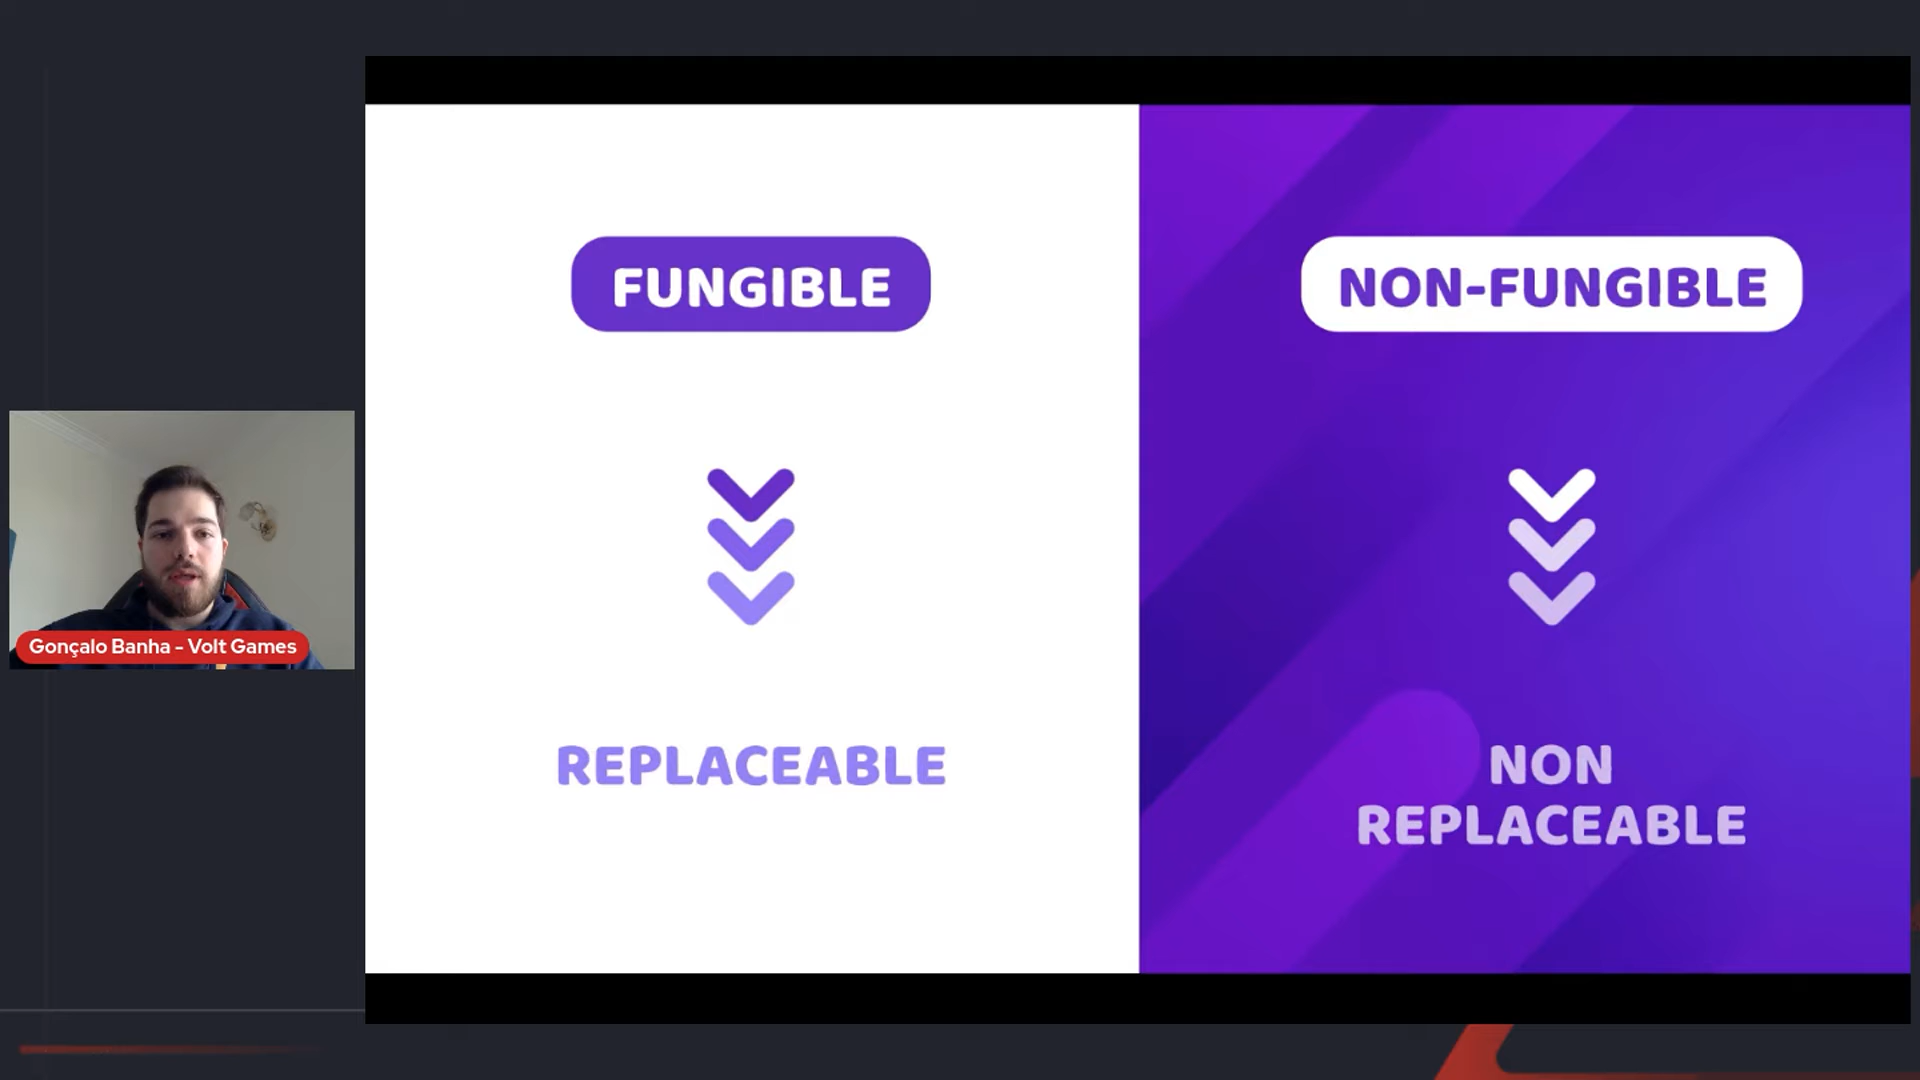 FUNGIBLE
REPLACEABLE
NON-FUNGIBLE
NON
REPLACEABLE
Gonçalo Banha - Volt Games